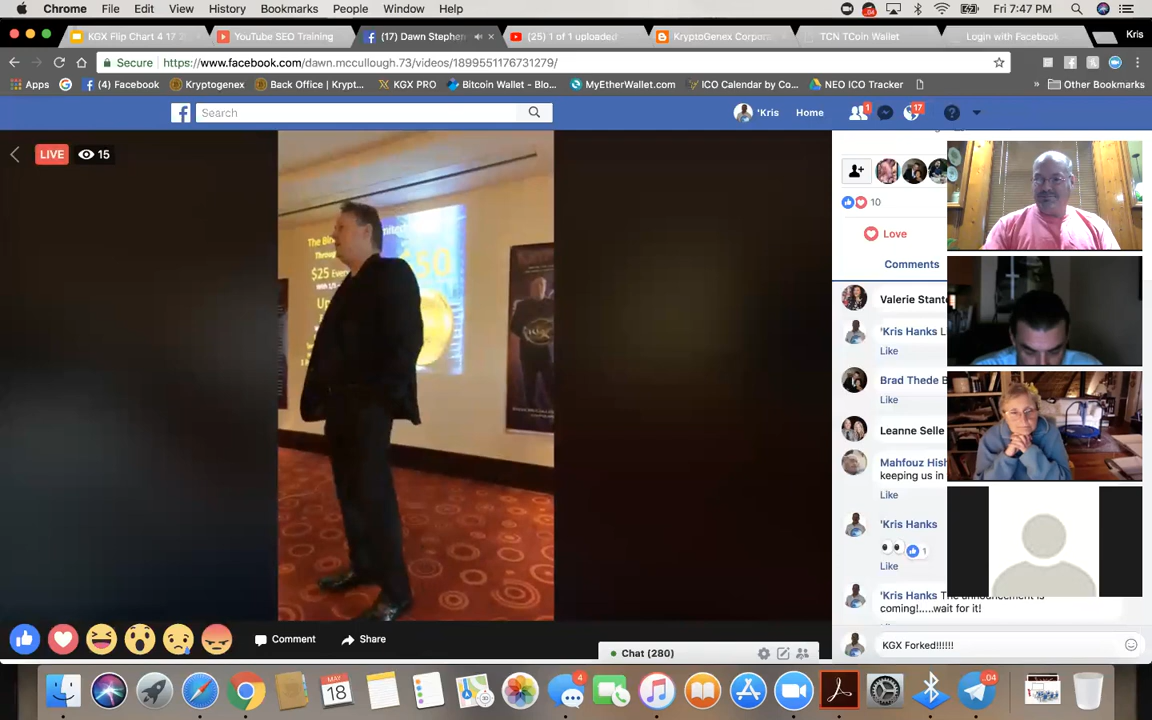 Chrome File Edit View History Bookmarks People Window Help
Fri 7:47 PM
KGX Flip Chart 4 17
YouTube SEO Training
(17) Dawn Stephen
(25) 1 of 1 uploaded
KryptoGenex Corpora
TCN TCoin Wallet
Login with Facebook
Kris
Secure https://www.facebook.com/dawn.mccullough.73/videos/1899551176731279/
Apps
(4) Facebook
Kryptogenex
Back Office | Krypt...
KGX PRO
Bitcoin Wallet - Blo...
MyEtherWallet.com
ICO Calendar by Co...
NEO ICO Tracker
»
Other Bookmarks
Search
'Kris Home
1
17
LIVE 15
10
Love
Comments
Valerie
'Kris Hanks
Like
Brad Thede
Like
Leanne Selle
Mahfouz
keeping us in
Like
'Kris Hanks
1
Like
'Kris Hanks
coming!.....wait for it!
KGX Forked!!!!!!
The
$25
$50
Comment Share
Chat (280)
MAY
18
4